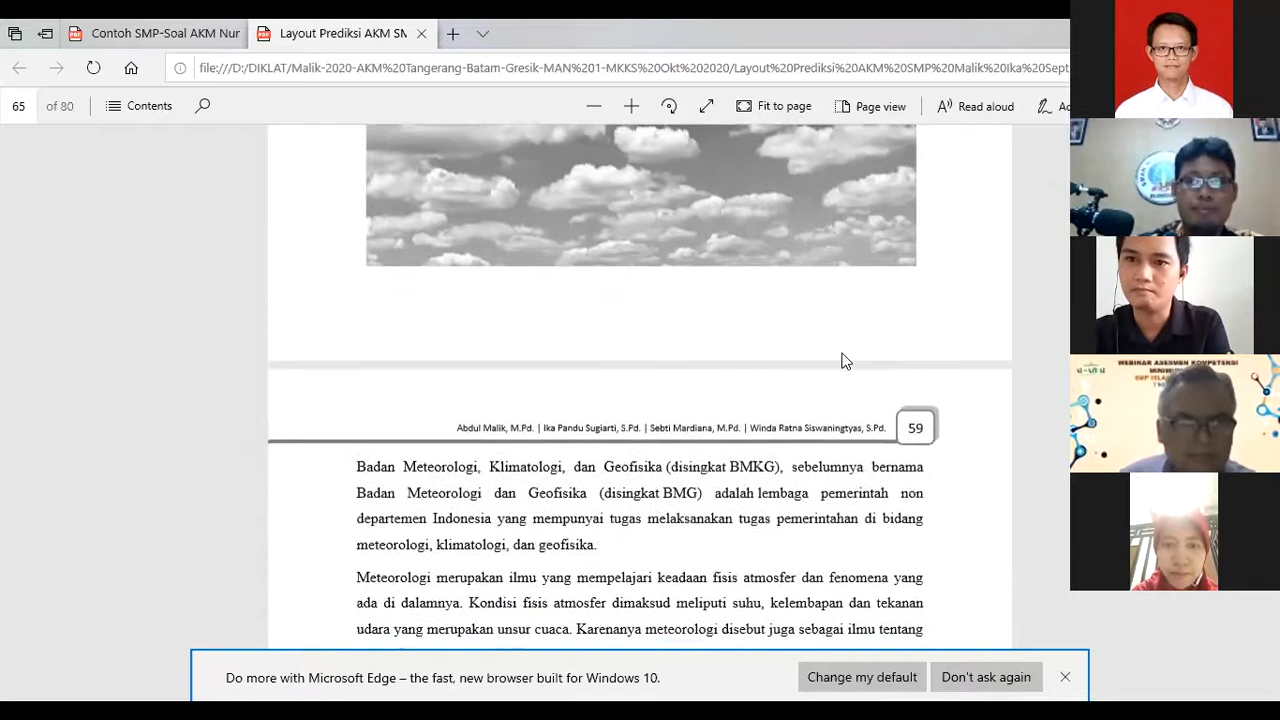 Contoh SMP-Soal AKM Nur
Layout Prediksi AKM SM
file:///D:/DIKLAT/Malik-2020-AKM%20Tangerang-Batam-Gresik-MAN%201-MKKS%20Okt%202020/Layout%20Prediksi%20AKM%20SMP%20Malik%20Ika%20Sept
65 of 80
Contents
Fit to page
Page view
Read aloud
Abdul Malik, M.Pd. | Ika Pandu Sugiarti, S.Pd. | Sebti Mardiana, M.Pd. | Winda Ratna Siswaningtyas, S.Pd. 59
Badan Meteorologi, Klimatologi, dan Geofisika (disingkat BMKG), sebelumnya bernama
Badan Meteorologi dan Geofisika (disingkat BMG) adalah lembaga pemerintah non
departemen Indonesia yang mempunyai tugas melaksanakan tugas pemerintahan di bidang
meteorologi, klimatologi, dan geofisika.
Meteorologi merupakan ilmu yang mempelajari keadaan fisis atmosfer dan fenomena yang
ada di dalamnya. Kondisi fisis atmosfer dimaksud meliputi suhu, kelembapan dan tekanan
udara yang merupakan unsur cuaca. Karenanya meteorologi disebut juga sebagai ilmu tentang
Do more with Microsoft Edge – the fast, new browser built for Windows 10.
Change my default
Don't ask again
WEBINAR ASESMEN KOMPETENSI